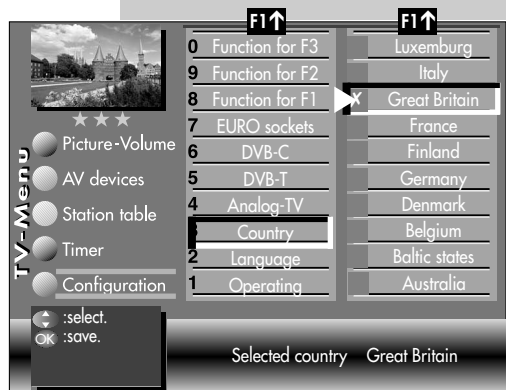 TV-Menu
Picture-Volume
AV devices
Station table
Timer
Configuration
:select.
OK :save.
F1↑
0 Function for F3
9 Function for F2
8 Function for F1
7 EURO sockets
6 DVB-C
5 DVB-T
4 Analog-TV
3 Country
2 Language
1 Operating
F1↑
Luxemburg
Italy
X Great Britain
France
Finland
Germany
Denmark
Belgium
Baltic states
Australia
Selected country Great Britain